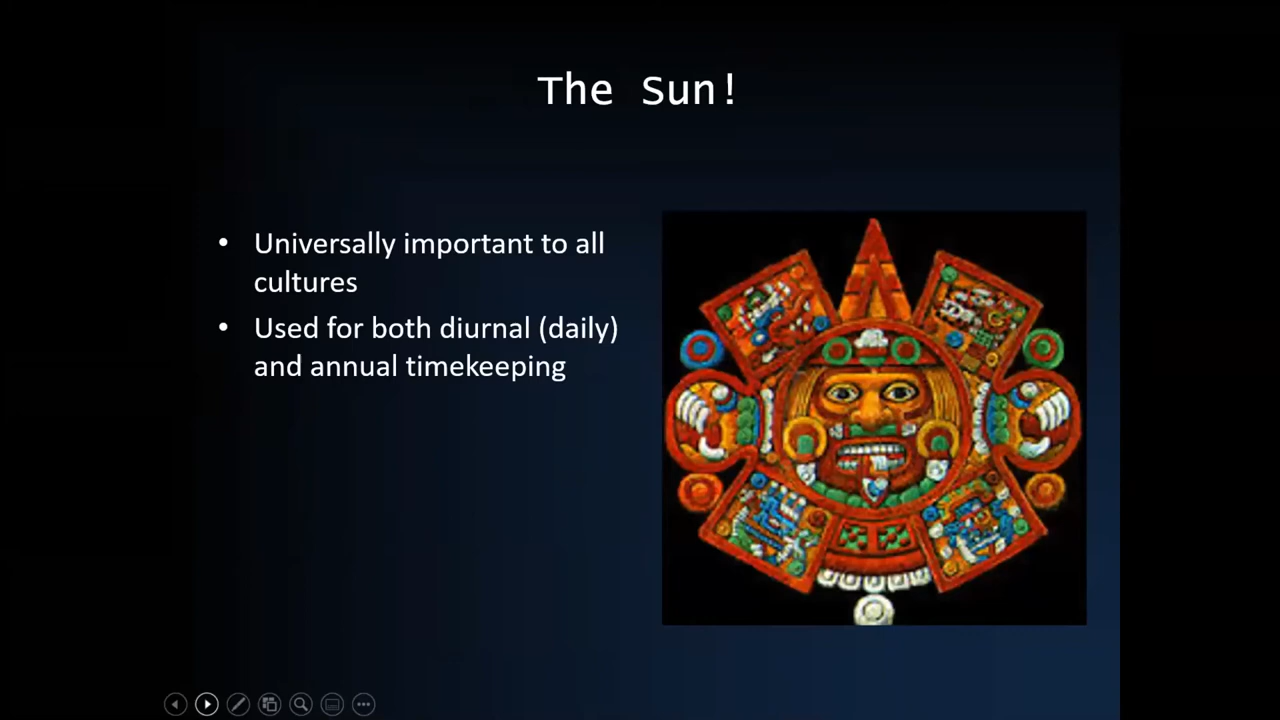 The Sun!
• Universally important to all
cultures
• Used for both diurnal (daily)
and annual timekeeping